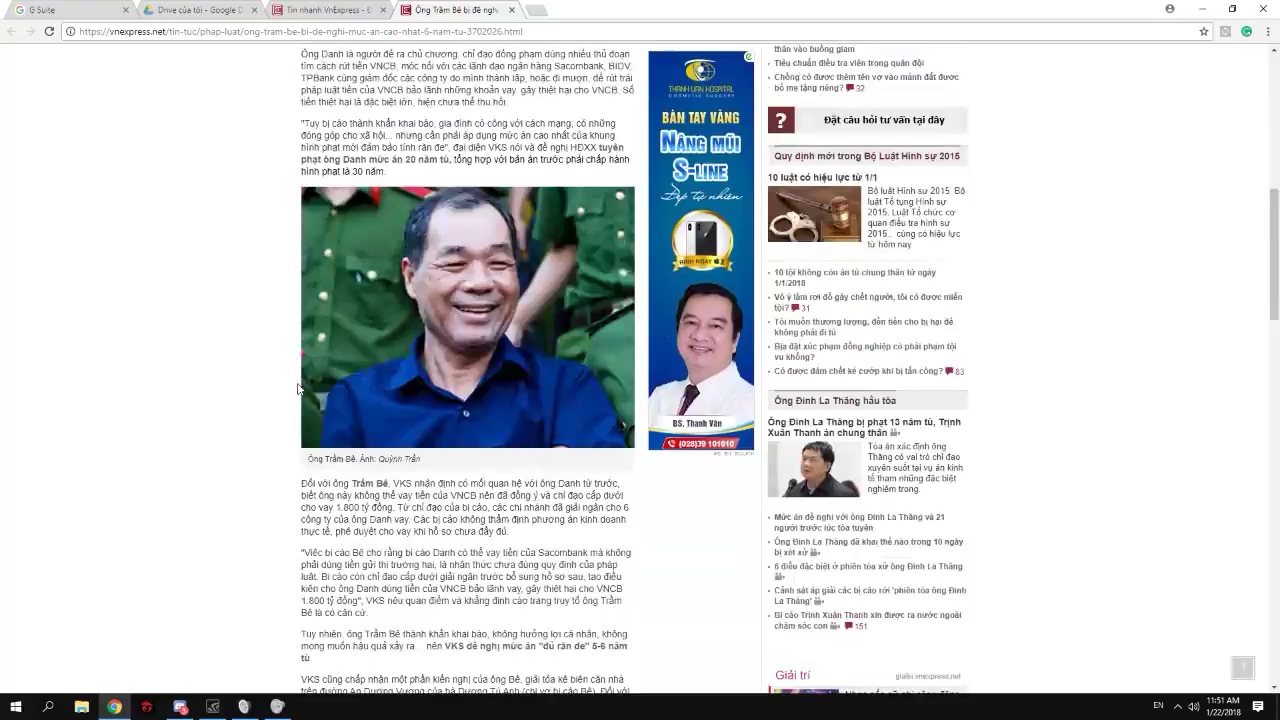 G Suite
Drive của tôi - Google D
Tin nhanh VnExpress - Đ
Ông Trầm Bê bị đề ngh
https://vnexpress.net/tin-tuc/phap-luat/ong-tram-be-bi-de-nghi-muc-an-cao-nhat-6-nam-tu-3702026.html
Ông Danh là người đề ra chủ chương, chỉ đạo đồng phạm dùng nhiều thủ đoạn
tìm cách rút tiền VNCB, móc nối với các lãnh đạo ngân hàng Sacombank, BIDV,
TPBank cùng giám đốc các công ty do mình thành lập, hoặc đi mượn, để rút trái
pháp luật tiền của VNCB bảo lãnh những khoản vay gây thiệt hại cho VNCB. Số
tiền thiệt hại là đặc biệt lớn, hiện chưa thể thu hồi.
"Tuy bị cáo thành khẩn khai báo, gia đình có công với cách mạng, có những
đóng góp cho xã hội... nhưng cần phải áp dụng mức án cao nhất của khung
hình phạt mới đảm bảo tính răn đe", đại diện VKS nói và đề nghị HĐXX tuyên
phạt ông Danh mức án 20 năm tù, tổng hợp với bản án trước phải chấp hành
hình phạt là 30 năm.
Ông Trầm Bê. Ảnh: Quỳnh Trần
Đối với ông Trầm Bê, VKS nhận định có mối quan hệ với ông Danh từ trước,
biết ông này không thể vay tiền của VNCB nên đã đồng ý và chỉ đạo cấp dưới
cho vay 1.800 tỷ đồng. Từ chỉ đạo của bị cáo, các chi nhánh đã giải ngân cho 6
công ty của ông Danh vay. Các bị cáo không thẩm định phương án kinh doanh
thực tế, phê duyệt cho vay khi hồ sơ chưa đầy đủ.
"Việc bị cáo Bê cho rằng bị cáo Danh có thể vay tiền của Sacombank mà không
phải dùng tiền gửi thị trường hai, là nhận thức chưa đúng quy định của pháp
luật. Bị cáo còn chỉ đạo cấp dưới giải ngân trước bổ sung hồ sơ sau, tạo điều
kiện cho ông Danh dùng tiền của VNCB bảo lãnh vay, gây thiệt hại cho VNCB
1.800 tỷ đồng", VKS nêu quan điểm và khẳng định cáo trạng truy tố ông Trầm
Bê là có căn cứ.
Tuy nhiên, ông Trầm Bê thành khẩn khai báo, không hưởng lợi cá nhân, không
mong muốn hậu quả xảy ra... nên VKS đề nghị mức án "đủ răn đe" 5-6 năm
tù.
VKS cũng chấp nhận một phần kiến nghị của ông Bê, giải tỏa kê biên căn nhà
trên đường An Dương Vương của bà Dương Tú Anh (chị vợ bị cáo Bê). Đối với
THANH VAN HOSPITAL
COSMETIC SURGERY
BÀN TAY VÀNG
NÂNG MŨI
S-LINE
Đẹp tự nhiên
RINH NGAY
BS. Thanh Vân
(028)39 101010
thân vào buồng giam
Tiêu chuẩn điều tra viên trong quân đội
Chồng có được thêm tên vợ vào mảnh đất được
bố mẹ tặng riêng? 32
? Đặt câu hỏi tư vấn tại đây
Quy định mới trong Bộ Luật Hình sự 2015
10 luật có hiệu lực từ 1/1
Bộ luật Hình sự 2015, Bộ
luật Tố tụng Hình sự
2015, Luật Tổ chức cơ
quan điều tra hình sự
2015... cùng có hiệu lực
từ hôm nay
10 tội không còn án tù chung thân từ ngày
1/1/2018
Vô ý làm rơi đồ gây chết người, tôi có được miễn
tội? 31
Tôi muốn thương lượng, đền tiền cho bị hại để
không phải đi tù
Bịa đặt xúc phạm đồng nghiệp có phải phạm tội
vu khống?
Có được đâm chết kẻ cướp khi bị tấn công? 83
Ông Đinh La Thăng hầu tòa
Ông Đinh La Thăng bị phạt 13 năm tù, Trịnh
Xuân Thanh án chung thân
Tòa án xác định ông
Thăng có vai trò chỉ đạo
xuyên suốt tại vụ án kinh
tế tham nhũng đặc biệt
nghiêm trọng.
Mức án đề nghị với ông Đinh La Thăng và 21
người trước lúc tòa tuyên
Ông Đinh La Thăng đã khai thế nào trong 10 ngày
bị xét xử
6 điều đặc biệt ở phiên tòa xử ông Đinh La Thăng
Cảnh sát áp giải các bị cáo rời 'phiên tòa ông Đinh
La Thăng'
Bị cáo Trịnh Xuân Thanh xin được ra nước ngoài
chăm sóc con 151
Giải trí
giaitri.vnexpress.net
EN
11:51 AM
1/22/2018